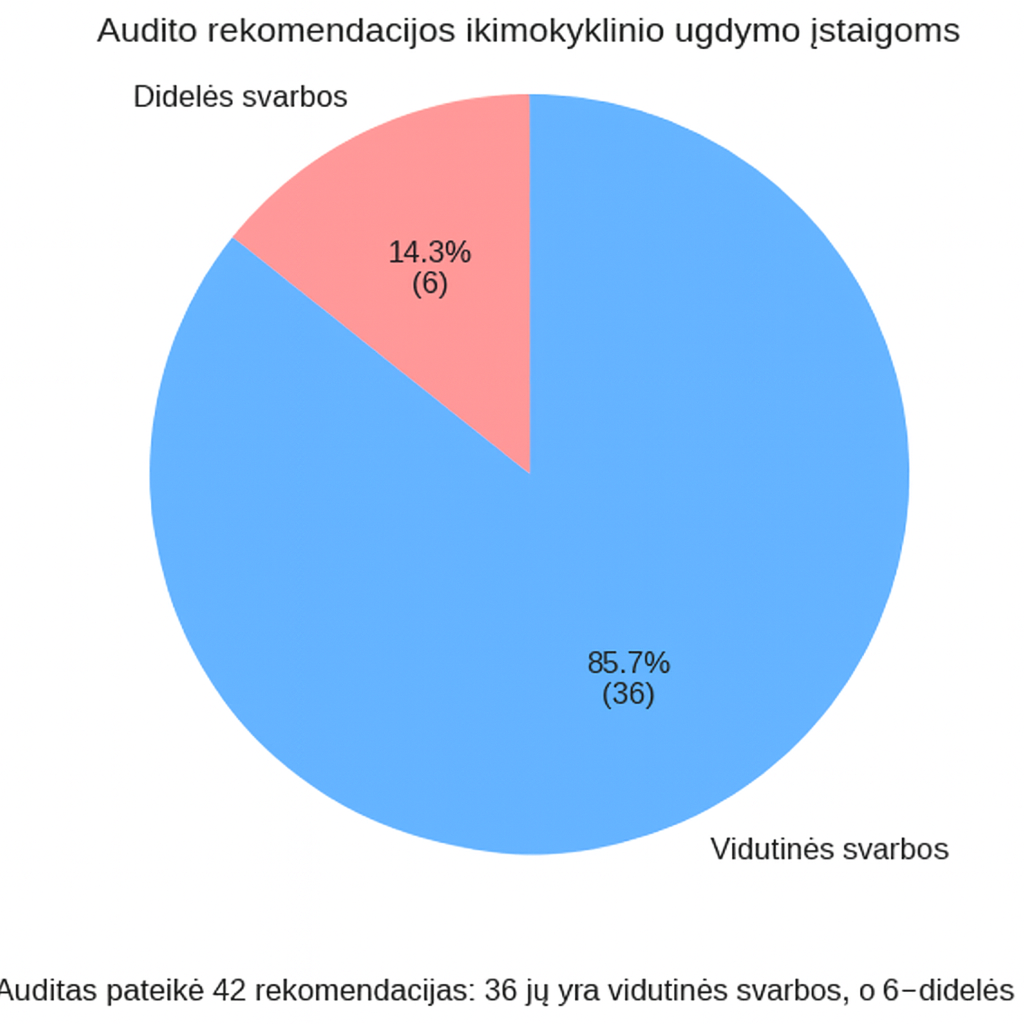 Audito rekomendacijos ikimokyklinio ugdymo įstaigoms
Didelės svarbos
14.3%
(6)
85.7%
(36)
Vidutinės svarbos
Auditas pateikė 42 rekomendacijas: 36 jų yra vidutinės svarbos, o 6−didelės